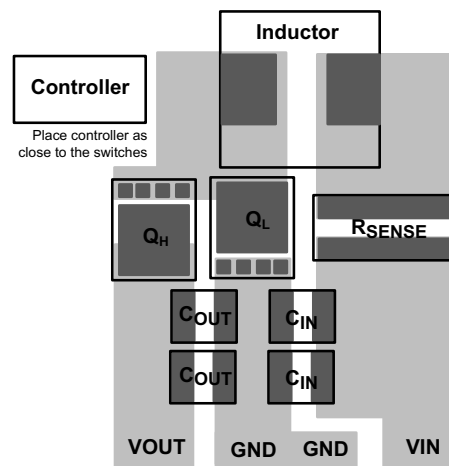 Inductor
Controller
Place controller as
close to the switches
QH
QL
RSENSE
COUT
CIN
COUT
CIN
VOUT
GND
GND
VIN